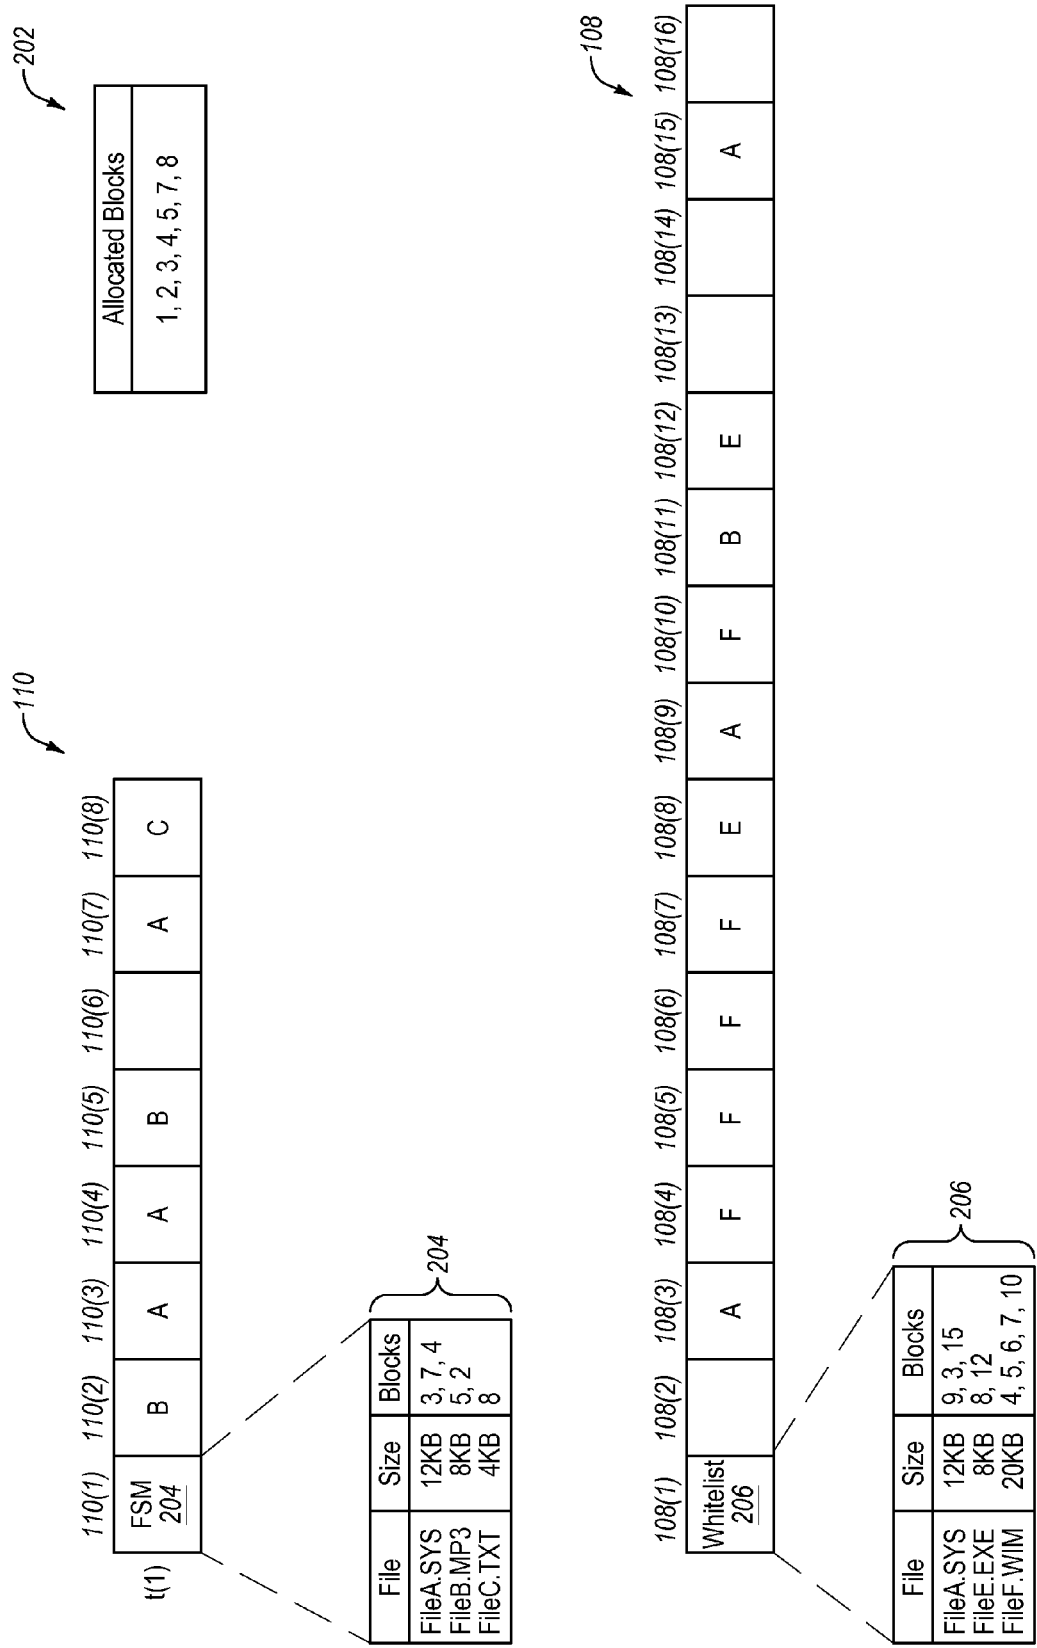 202
Allocated Blocks
1, 2, 3, 4, 5, 7, 8
110
110(1) 110(2) 110(3) 110(4) 110(5) 110(6) 110(7) 110(8)
t(1) FSM 204 B A A B A C
File Size Blocks
FileA.SYS 12KB 3, 7, 4
FileB.MP3 8KB 5, 2
FileC.TXT 4KB 8
204
108
108(1) 108(2) 108(3) 108(4) 108(5) 108(6) 108(7) 108(8) 108(9) 108(10) 108(11) 108(12) 108(13) 108(14) 108(15) 108(16)
Whitelist 206 A F F F F E A F B E A
File Size Blocks
FileA.SYS 12KB 9, 3, 15
FileE.EXE 8KB 8, 12
FileF.WIM 20KB 4, 5, 6, 7, 10
206